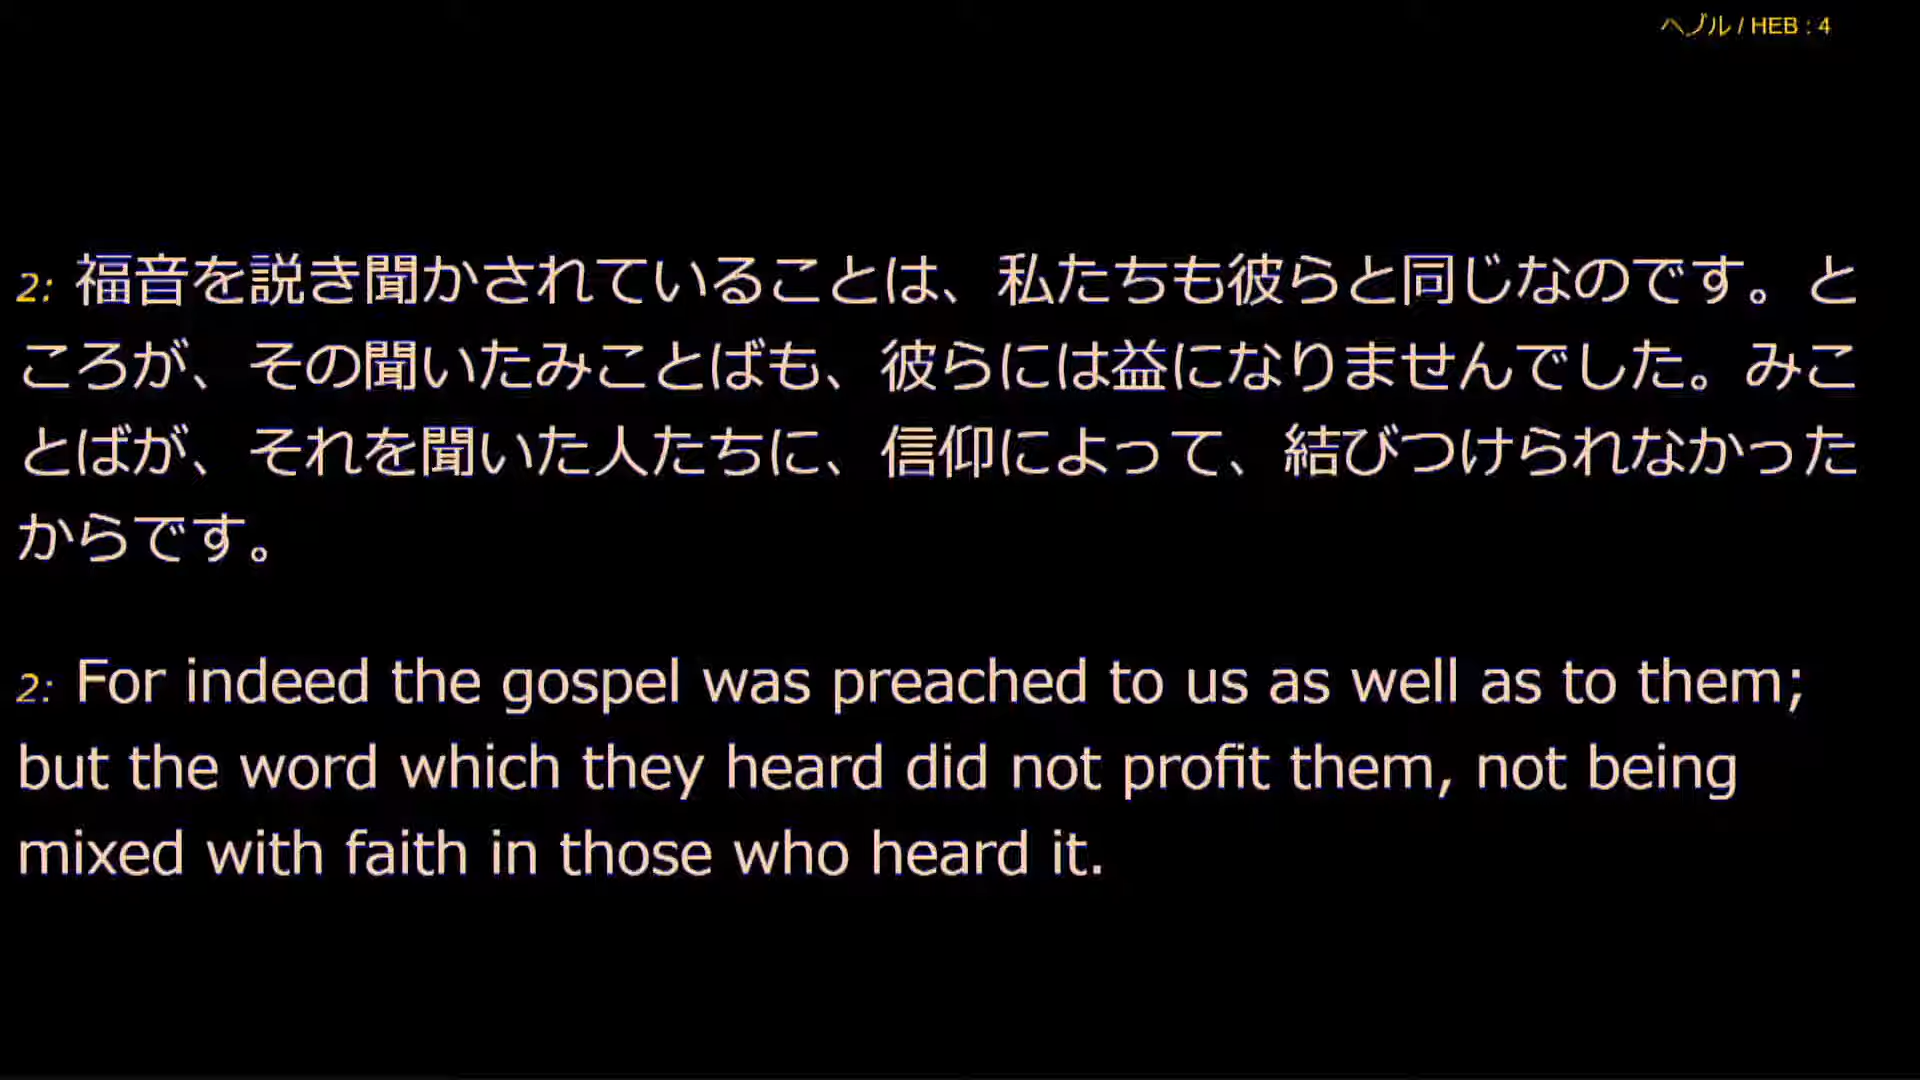 ヘブル / HEB : 4
2: 福音を説き聞かされていることは、私たちも彼らと同じなのです。と
ころが、その聞いたみことばも、彼らには益になりませんでした。みこ
とばが、それを聞いた人たちに、信仰によって、結びつけられなかった
からです。
2: For indeed the gospel was preached to us as well as to them;
but the word which they heard did not profit them, not being
mixed with faith in those who heard it.